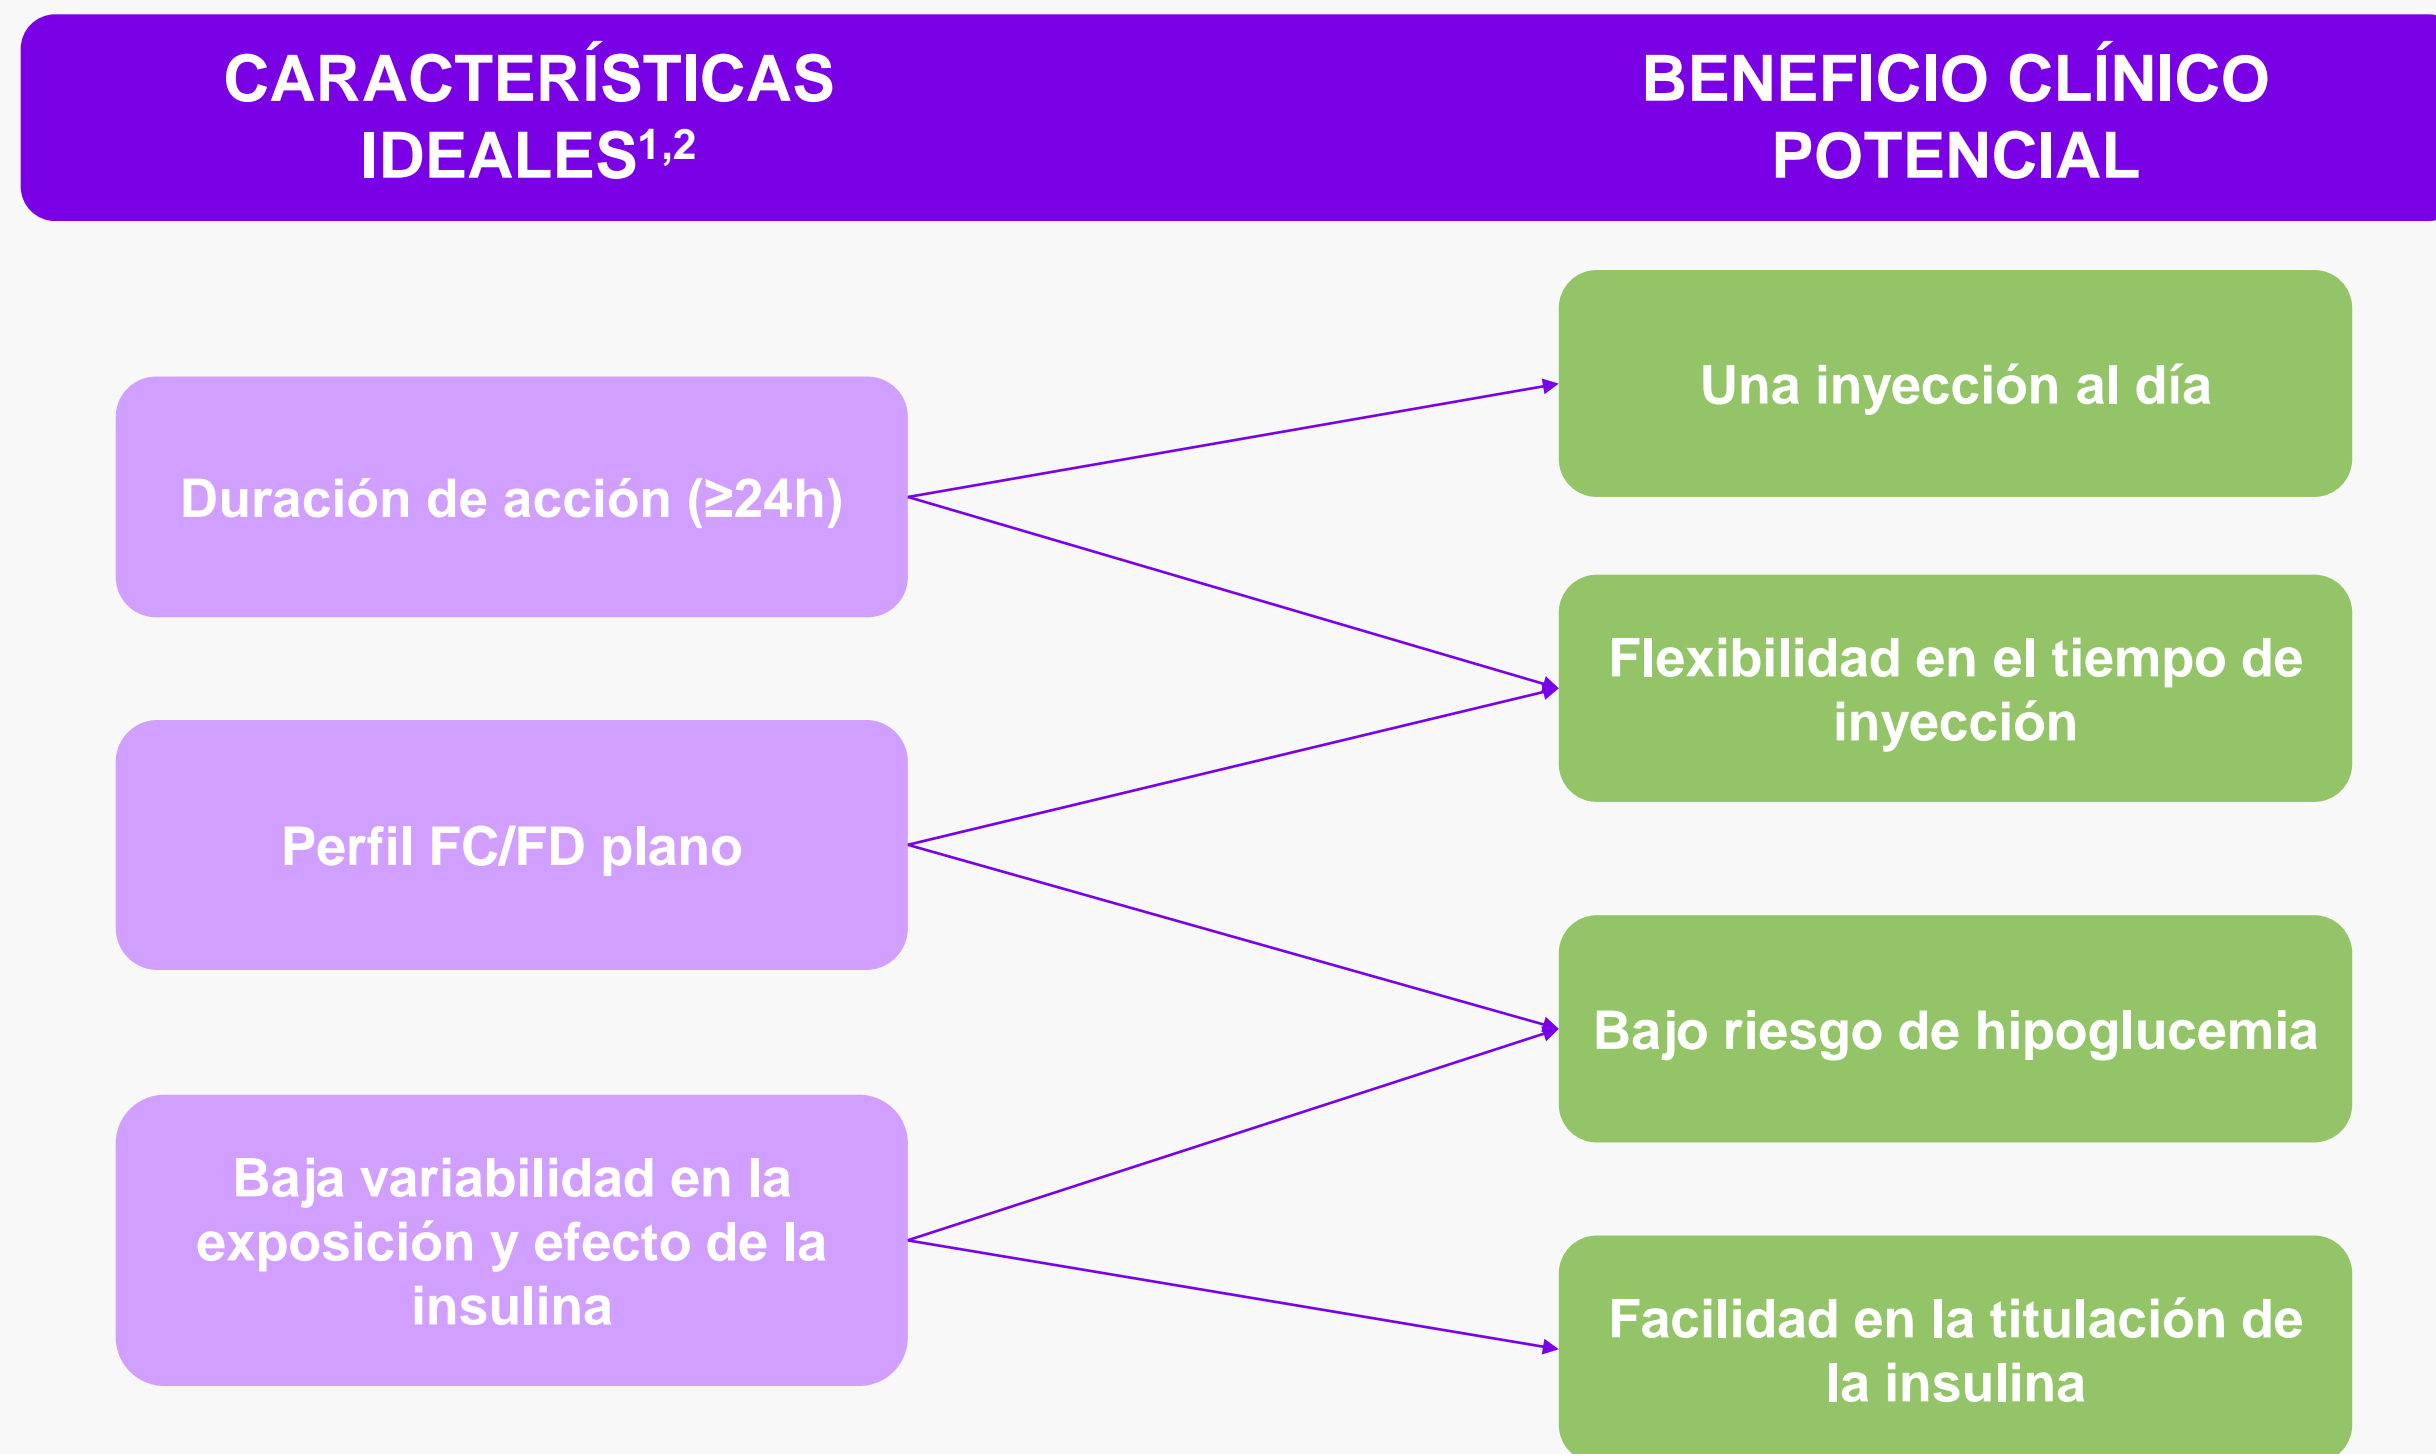 CARACTERÍSTICAS
IDEALES1,2
BENEFICIO CLÍNICO
POTENCIAL
Duración de acción (≥24h)
Perfil FC/FD plano
Baja variabilidad en la
exposición y efecto de la
insulina
Una inyección al día
Flexibilidad en el tiempo de
inyección
Bajo riesgo de hipoglucemia
Facilidad en la titulación de
la insulina